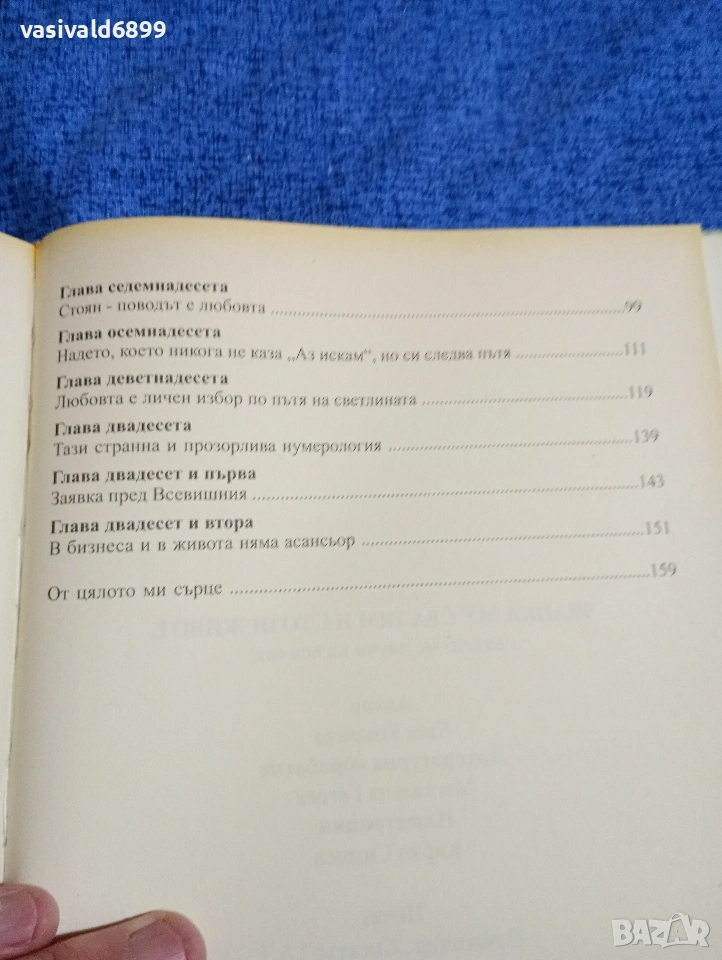 vasivald6899
Глава седемнадесета
Стоян - поводът е любовта 99
Глава осемнадесета
Надето, което никога не каза „Аз искам“, но си следва пътя 111
Глава деветнадесета
Любовта е личен избор по пътя на светлината 119
Глава двадесета
Тази странна и прозорлива нумерология 139
Глава двадесет и първа
Заявка пред Всевишния 143
Глава двадесет и втора
В бизнеса и в живота няма асансьор 151
От цялото ми сърце 159
BAZAR